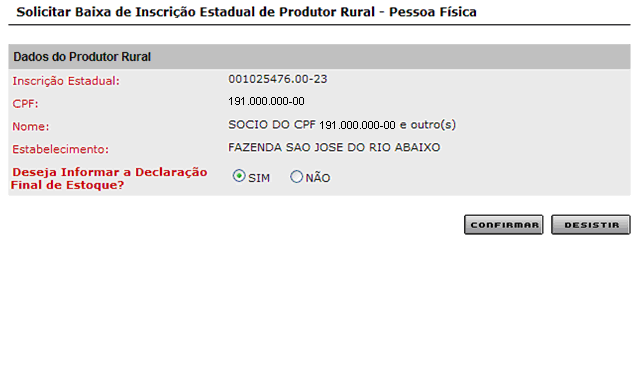 Solicitar Baixa de Inscrição Estadual de Produtor Rural - Pessoa Física
Dados do Produtor Rural
Inscrição Estadual: 001025476.00-23
CPF: 191.000.000-00
Nome: SOCIO DO CPF 191.000.000-00 e outro(s)
Estabelecimento: FAZENDA SAO JOSE DO RIO ABAIXO
Deseja Informar a Declaração
Final de Estoque? SIM NÃO
CONFIRMAR DESISTIR